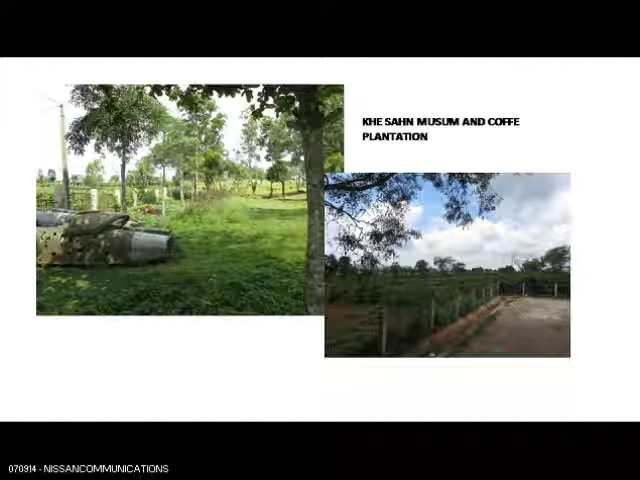 KHE SAHN MUSUM AND COFFE
PLANTATION
070914 - NISSANCOMMUNICATIONS